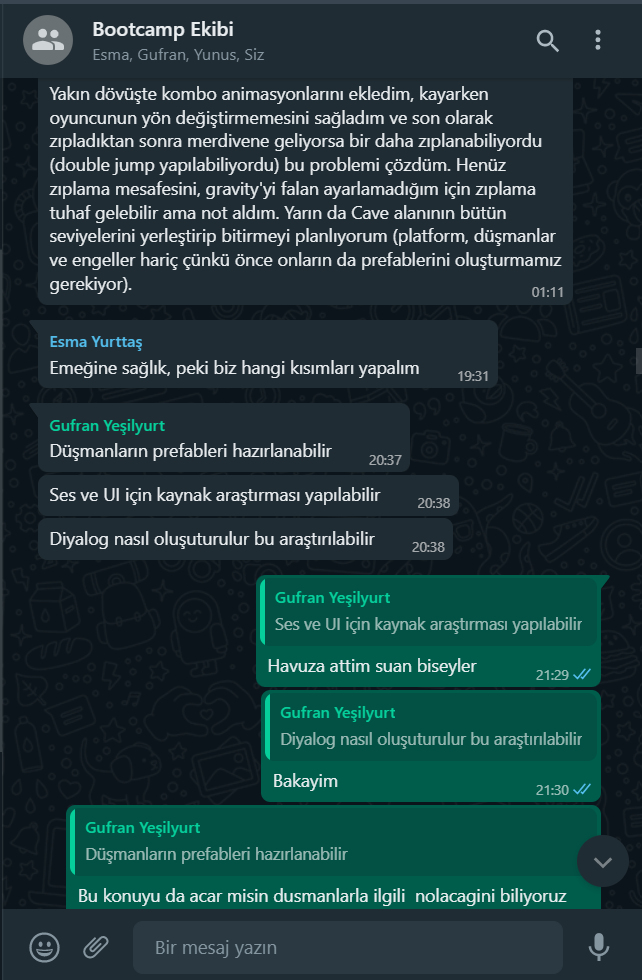 Bootcamp Ekibi
Esma, Gufran, Yunus, Siz
Yakın dövüşte kombo animasyonlarını ekledim, kayarken
oyuncunun yön değiştirmemesini sağladım ve son olarak
zıpladıktan sonra merdivene geliyorsa bir daha zıplanabiliyordu
(double jump yapılabiliyordu) bu problemi çözdüm. Henüz
zıplama mesafesini, gravity'yi falan ayarlamadığım için zıplama
tuhaf gelebilir ama not aldım. Yarın da Cave alanının bütün
seviyelerini yerleştirip bitirmeyi planlıyorum (platform, düşmanlar
ve engeller hariç çünkü önce onların da prefablerini oluşturmamız
gerekiyor).
01:11
Esma Yurttaş
Emeğine sağlık, peki biz hangi kısımları yapalım
19:31
Gufran Yeşilyurt
Düşmanların prefableri hazırlanabilir
20:37
Ses ve UI için kaynak araştırması yapılabilir
20:38
Diyalog nasıl oluşuturulur bu araştırılabilir
20:38
Gufran Yeşilyurt
Ses ve UI için kaynak araştırması yapılabilir
Havuza attim suan biseyler
21:29
Gufran Yeşilyurt
Diyalog nasıl oluşuturulur bu araştırılabilir
Bakayim
21:30
Gufran Yeşilyurt
Düşmanların prefableri hazırlanabilir
Bu konuyu da acar misin dusmanlarla ilgili nolacagini biliyoruz
Bir mesaj yazın